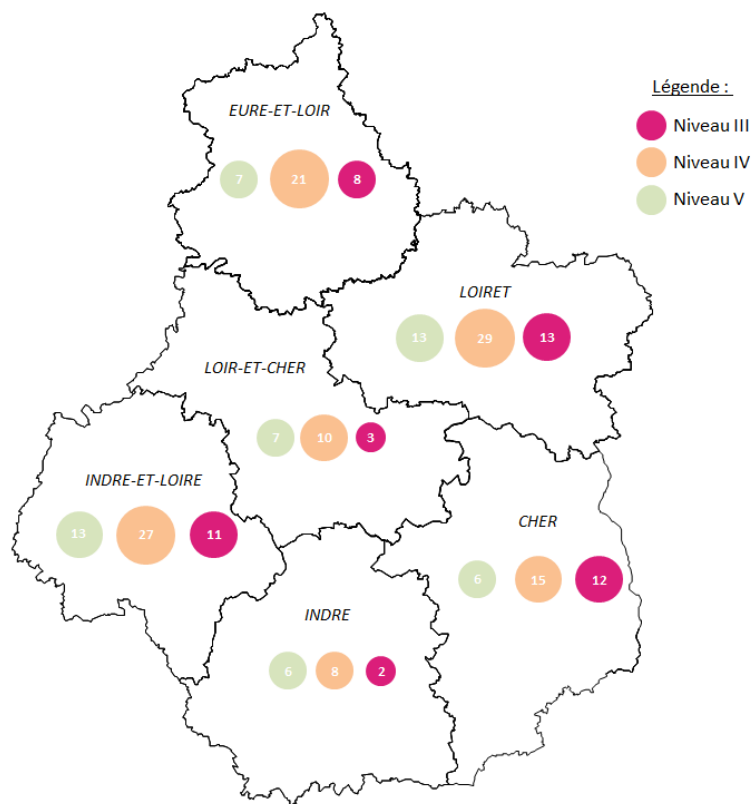 Légende :
Niveau III
Niveau IV
Niveau V
EURE-ET-LOIR
7 21 8
LOIRET
13 29 13
LOIR-ET-CHER
7 10 3
INDRE-ET-LOIRE
13 27 11
CHER
6 15 12
INDRE
6 8 2